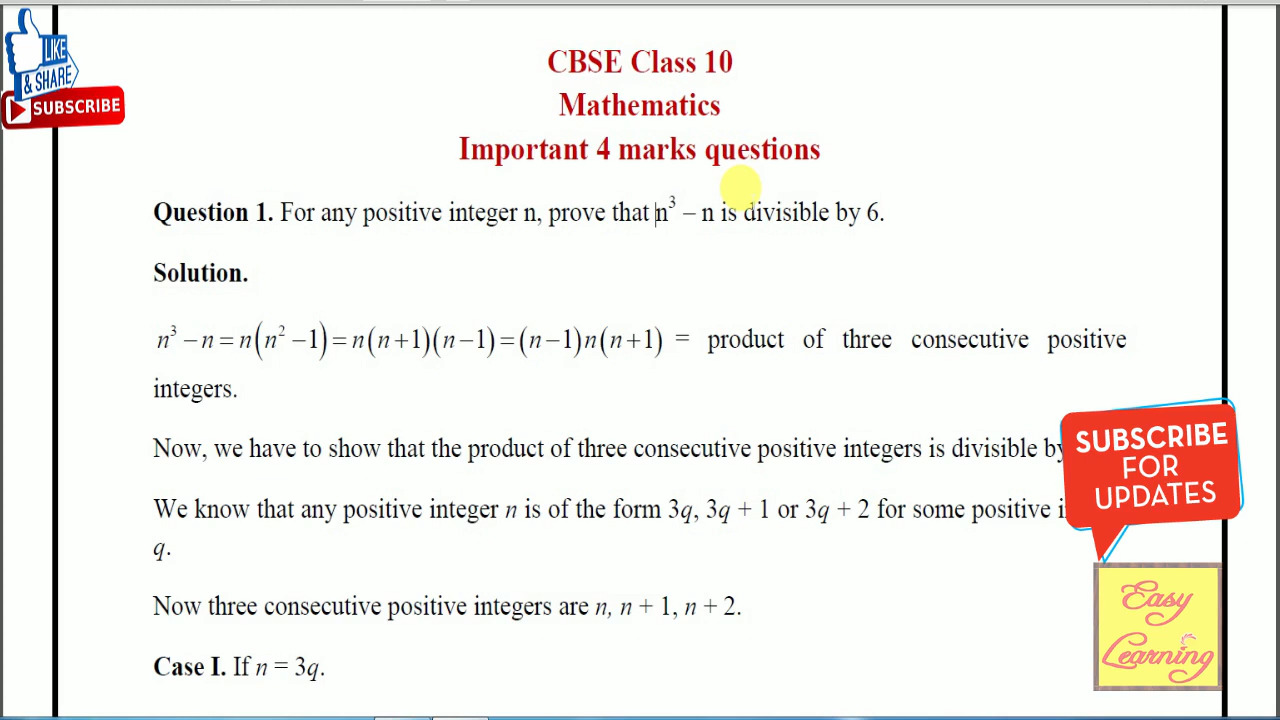 LIKE
& SHARE
SUBSCRIBE
CBSE Class 10
Mathematics
Important 4 marks questions
Question 1. For any positive integer n, prove that n³ – n is divisible by 6.
Solution.
n³ − n = n(n² −1) = n(n+1)(n−1) = (n−1)n(n+1) = product of three consecutive positive
integers.
Now, we have to show that the product of three consecutive positive integers is divisible by
We know that any positive integer n is of the form 3q, 3q + 1 or 3q + 2 for some positive
q.
Now three consecutive positive integers are n, n + 1, n + 2.
Case I. If n = 3q.
SUBSCRIBE
FOR
UPDATES
Easy
Learning